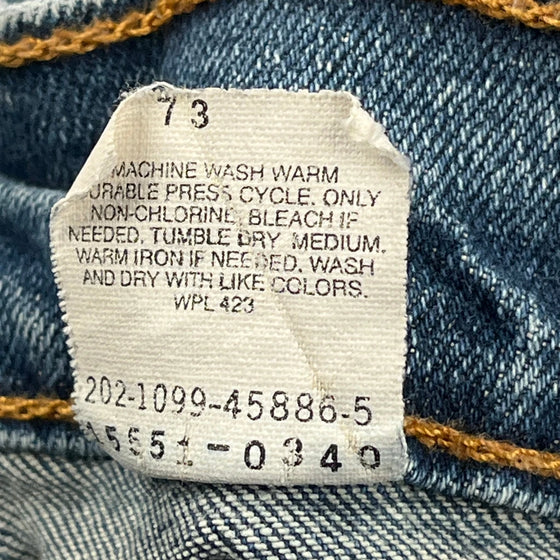 73
MACHINE WASH WARM
DURABLE PRESS CYCLE. ONLY
NON-CHLORINE, BLEACH IF
NEEDED. TUMBLE DRY MEDIUM.
WARM IRON IF NEEDED. WASH
AND DRY WITH LIKE COLORS.
WPL 423
202-1099-45886-5
15551-0340